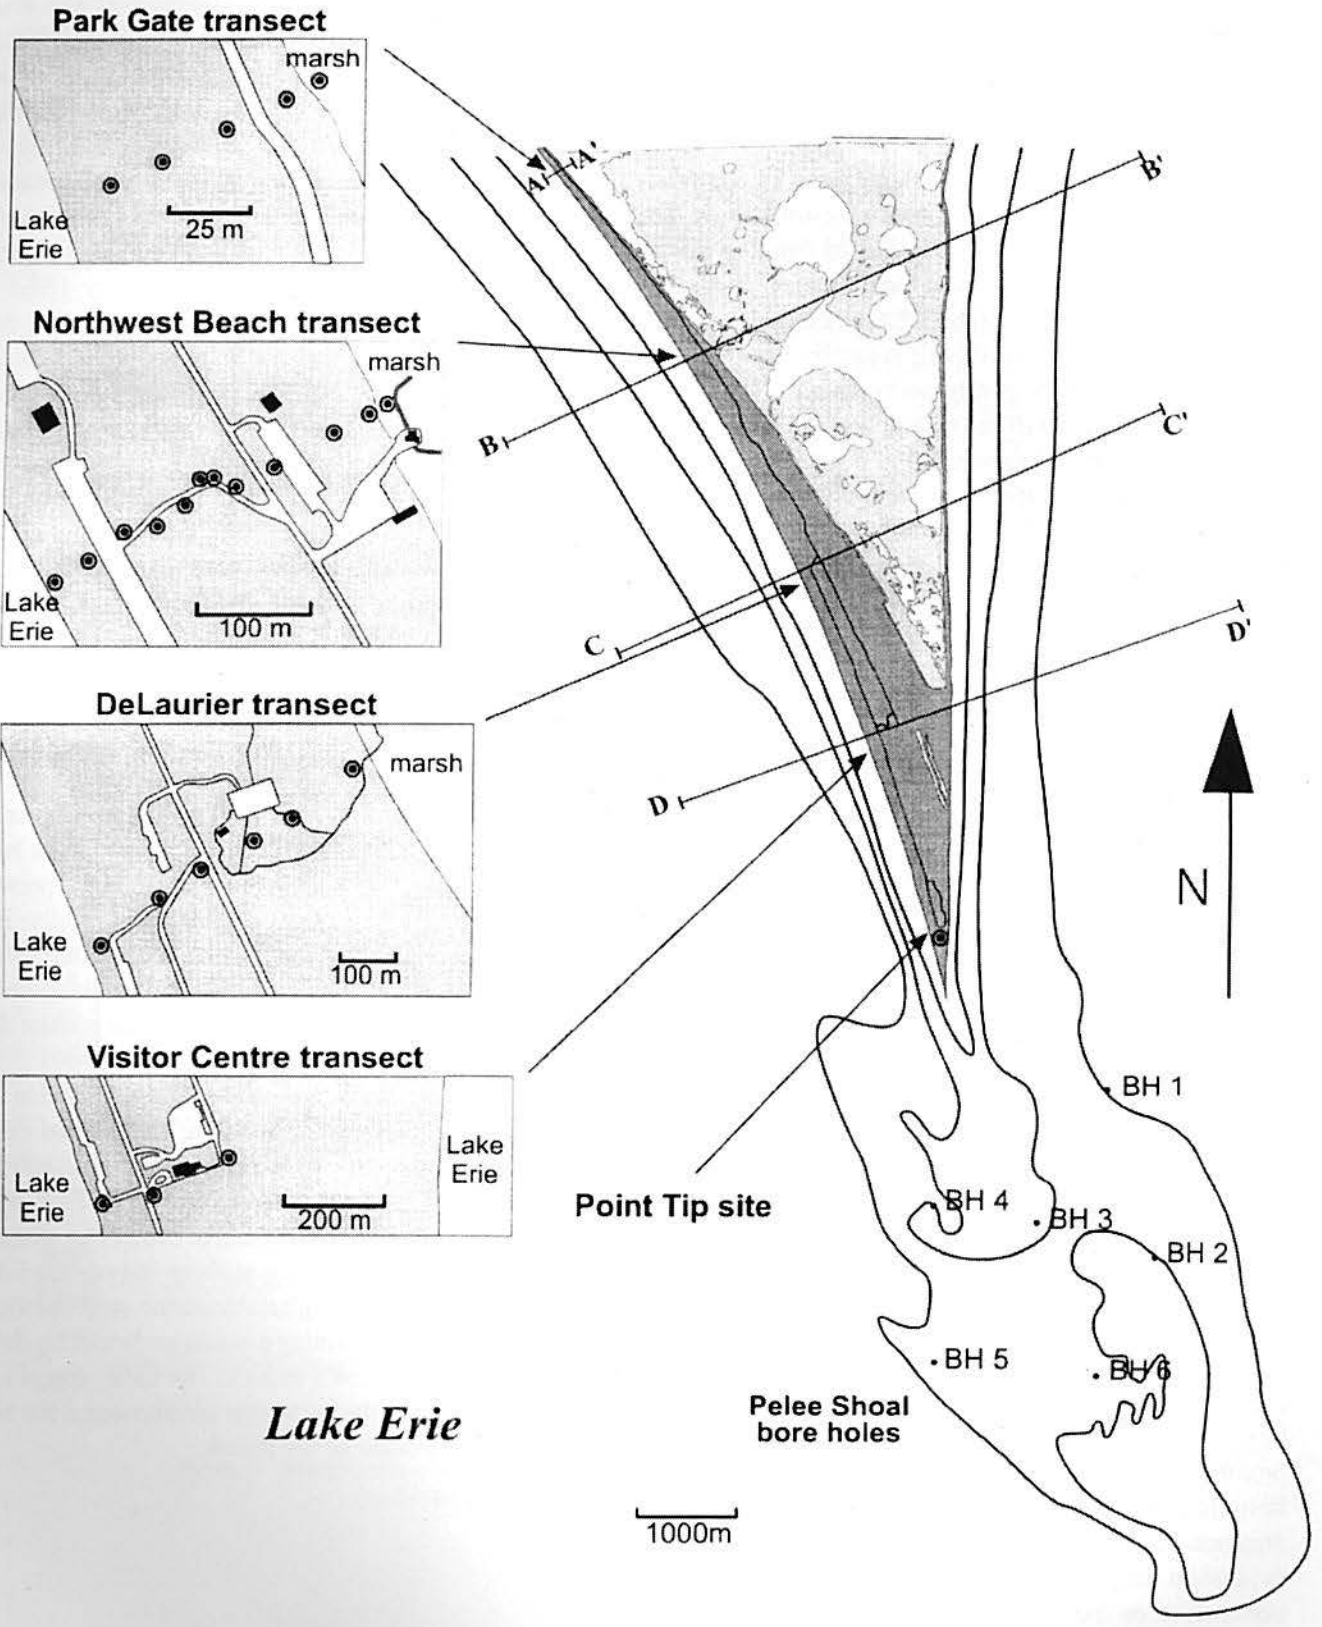 Park Gate transect
marsh
Lake
Erie
25 m
Northwest Beach transect
marsh
Lake
Erie
100 m
DeLaurier transect
marsh
Lake
Erie
100 m
Visitor Centre transect
Lake
Erie
200 m
Lake
Erie
A
A'
B
B'
C
C'
D
D'
N
Point Tip site
BH 1
BH 4
BH 3
BH 2
BH 5
BH 6
Pelee Shoal
bore holes
Lake Erie
1000m